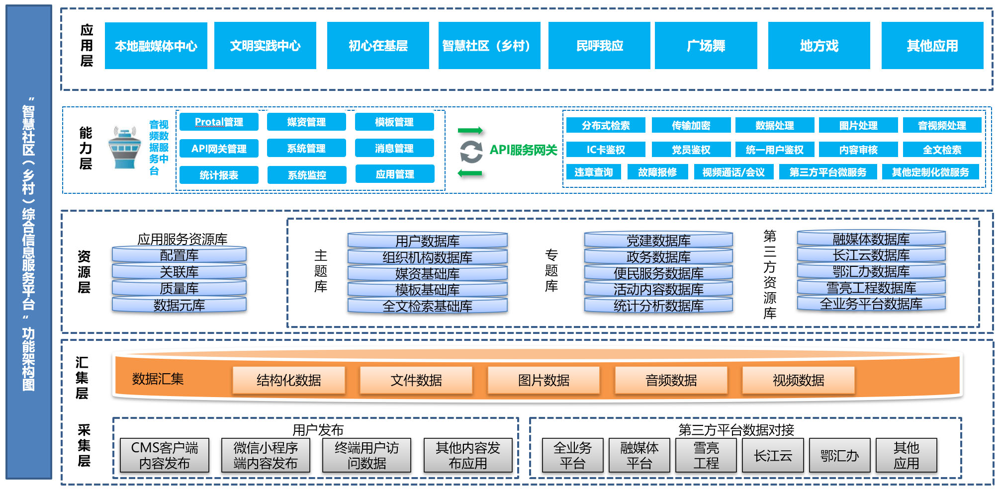 “智慧社区（乡村）综合信息服务平台“功能架构图
应用层
本地融媒体中心
文明实践中心
初心在基层
智慧社区（乡村）
民呼我应
广场舞
地方戏
其他应用
能力层
音视频数据服务中台
Protal管理
媒资管理
模板管理
API网关管理
系统管理
消息管理
统计报表
系统监控
应用管理
API服务网关
分布式检索
传输加密
数据处理
图片处理
音视频处理
IC卡鉴权
党员鉴权
统一用户鉴权
内容审核
全文检索
违章查询
故障报修
视频通话/会议
第三方平台微服务
其他定制化微服务
资源层
应用服务资源库
配置库
关联库
质量库
数据元库
主题库
用户数据库
组织机构数据库
媒资基础库
模板基础库
全文检索基础库
专题库
党建数据库
政务数据库
便民服务数据库
活动内容数据库
统计分析数据库
第三方资源库
融媒体数据库
长江云数据库
鄂汇办数据库
雪亮工程数据库
全业务平台数据库
汇集层
数据汇集
结构化数据
文件数据
图片数据
音频数据
视频数据
采集层
用户发布
CMS客户端
内容发布
微信小程序
端内容发布
终端用户访
问数据
其他内容发
布应用
第三方平台数据对接
全业务
平台
融媒体
平台
雪亮
工程
长江云
鄂汇办
其他
应用